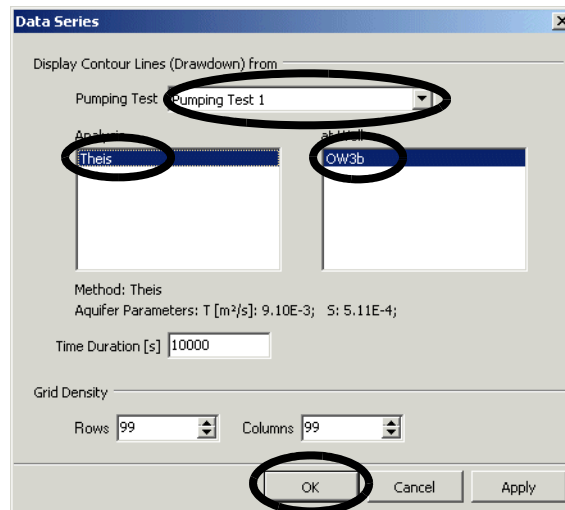 Data Series
Display Contour Lines (Drawdown) from
Pumping Test Pumping Test 1
Analysis at Well
Theis OW3b
Method: Theis
Aquifer Parameters: T [m²/s]: 9.10E-3; S: 5.11E-4;
Time Duration [s] 10000
Grid Density
Rows 99 Columns 99
OK Cancel Apply